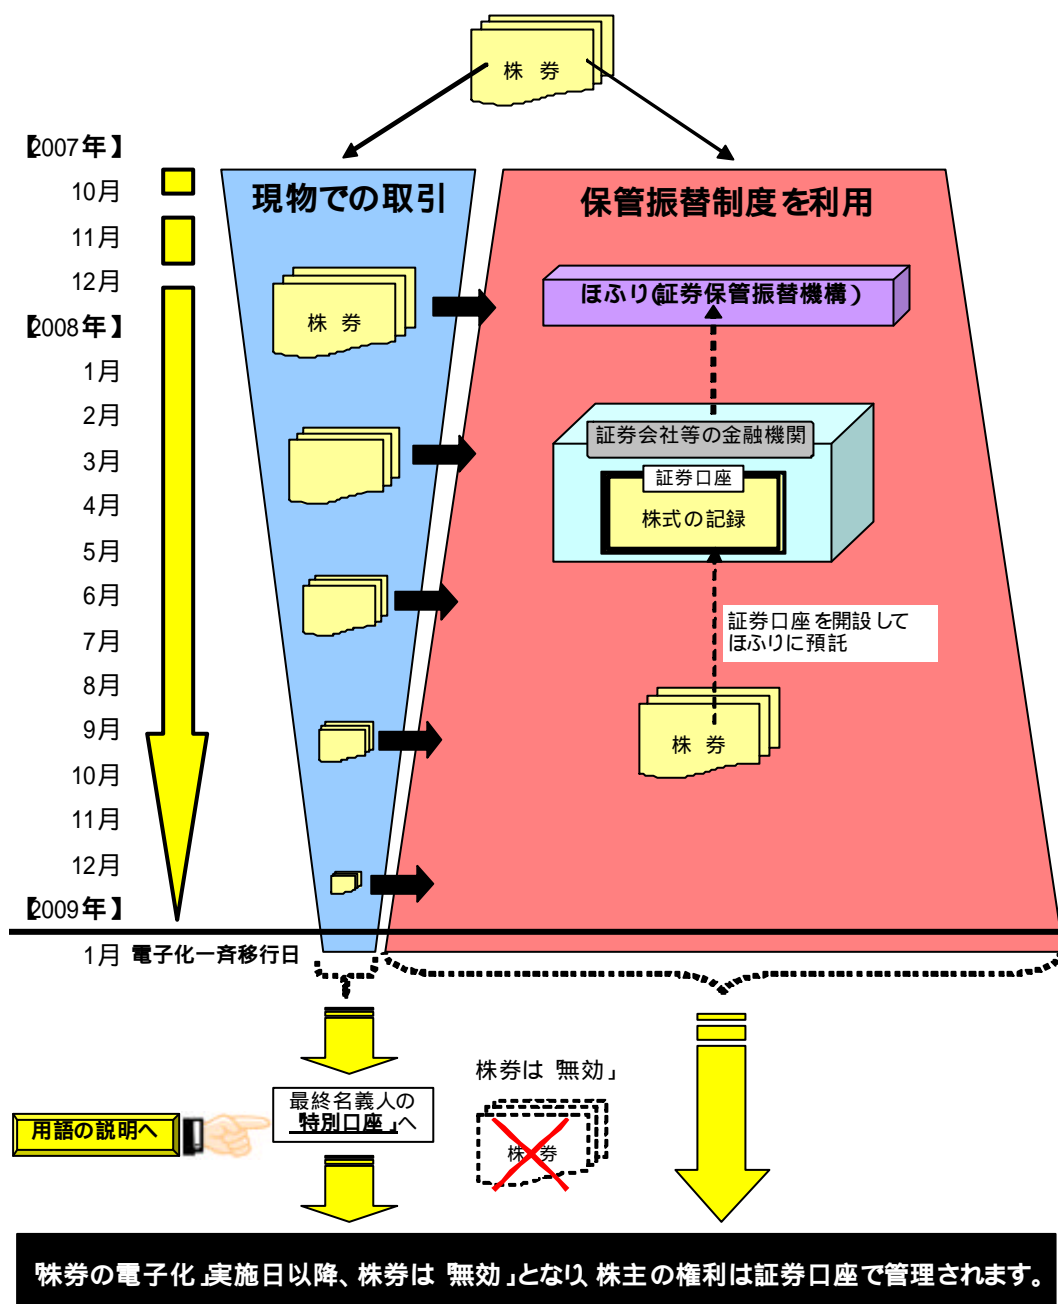 株 券
【2007年】
10月
11月
12月
【2008年】
1月
2月
3月
4月
5月
6月
7月
8月
9月
10月
11月
12月
【2009年】
1月 電子化一斉移行日
現物での取引
株 券
保管振替制度を利用
ほふり(証券保管振替機構)
証券会社等の金融機関
証券口座
株式の記録
証券口座を開設して
ほふりに預託
株 券
用語の説明へ
最終名義人の
「特別口座」へ
株券は「無効」
株 券
「株券の電子化」実施日以降、株券は「無効」となり、株主の権利は証券口座で管理されます。